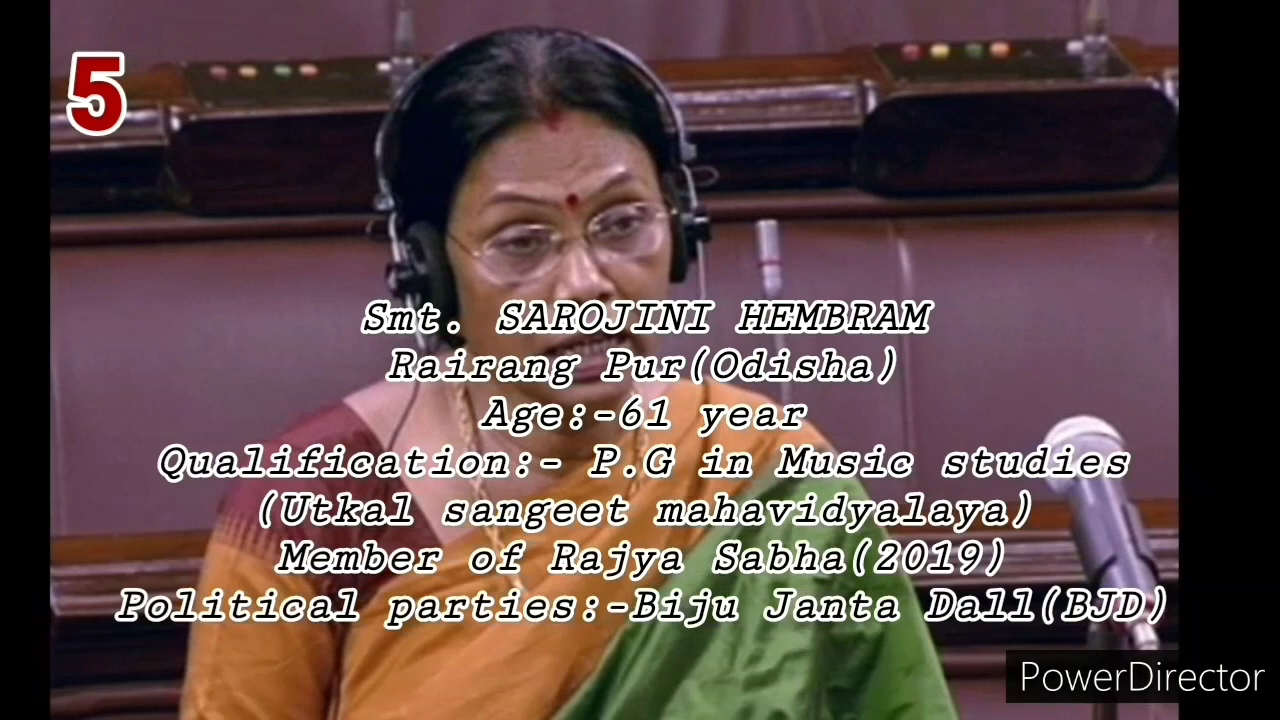 5
Smt. SAROJINI HEMBRAM
Rairang Pur(Odisha)
Age:-61 year
Qualification:- P.G in Music studies
(Utkal sangeet mahavidyalaya)
Member of Rajya Sabha(2019)
Political parties:-Biju Janta Dall(BJD)
PowerDirector